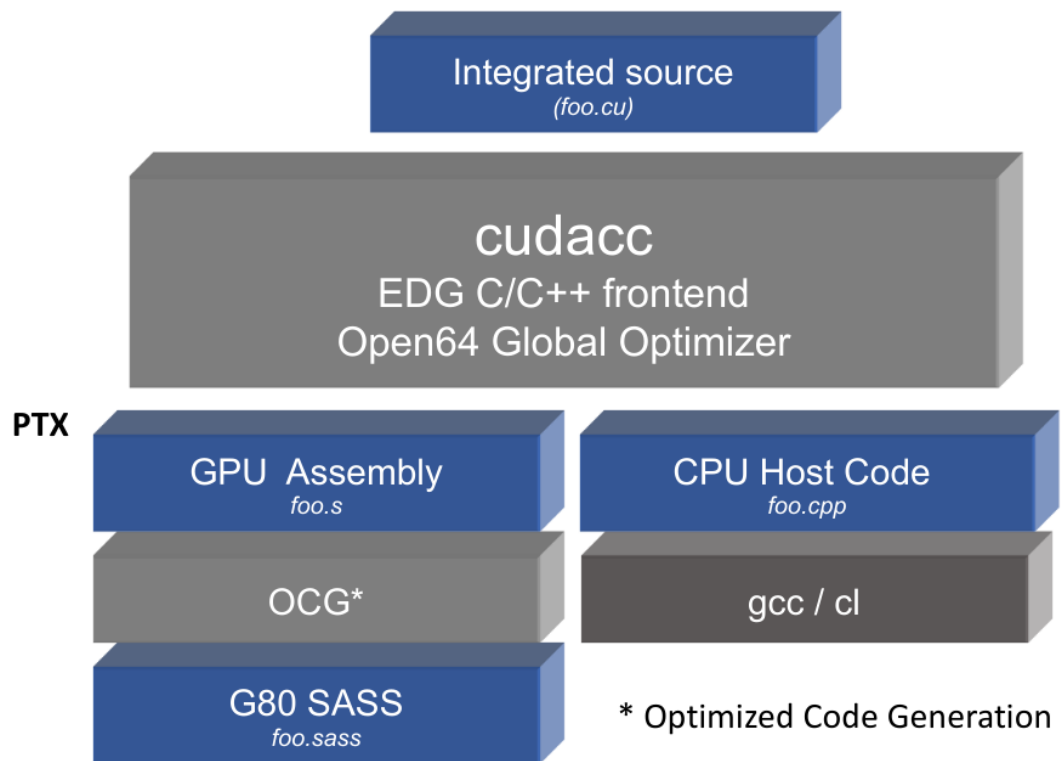 Integrated source
(foo.cu)
cudacc
EDG C/C++ frontend
Open64 Global Optimizer
PTX
GPU Assembly
foo.s
CPU Host Code
foo.cpp
OCG*
gcc / cl
G80 SASS
foo.sass
* Optimized Code Generation